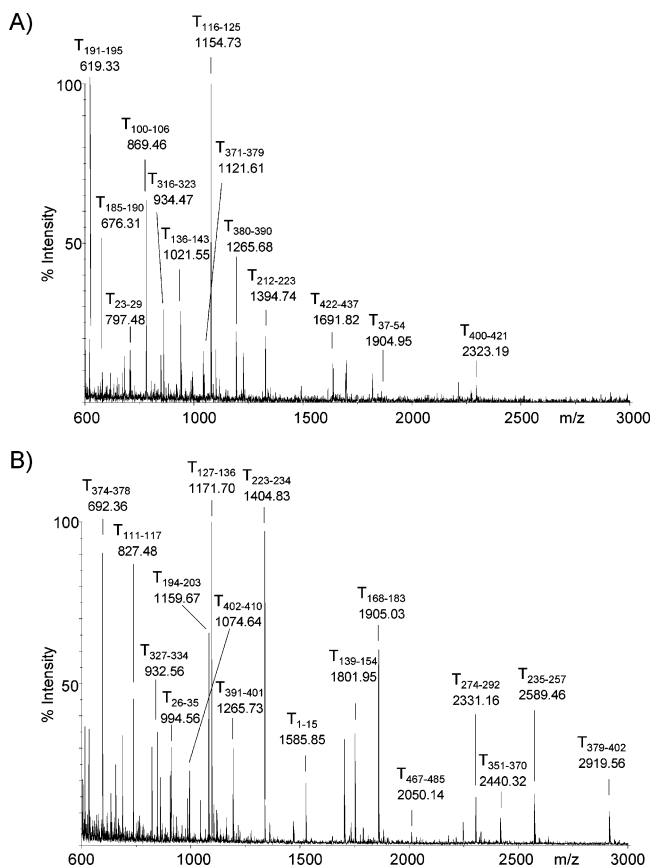 A)
T116-125
1154.73
T191-195
619.33
100
T100-106
869.46
T371-379
1121.61
T316-323
934.47
T185-190
676.31
T136-143
1021.55
T380-390
1265.68
50
% Intensity
T212-223
1394.74
T23-29
797.48
T422-437
1691.82
T37-54
1904.95
T400-421
2323.19
600
1000
1500
2000
2500
m/z
3000
B)
T127-136
1171.70
T223-234
1404.83
T374-378
692.36
100
T111-117
827.48
T194-203
1159.67
T402-410
1074.64
T168-183
1905.03
T327-334
932.56
T139-154
1801.95
T274-292
2331.16
T235-257
2589.46
T26-35
994.56
T391-401
1265.73
50
% Intensity
T1-15
1585.85
T351-370
2440.32
T379-402
2919.56
T467-485
2050.14
600
1000
1500
2000
2500
m/z
3000